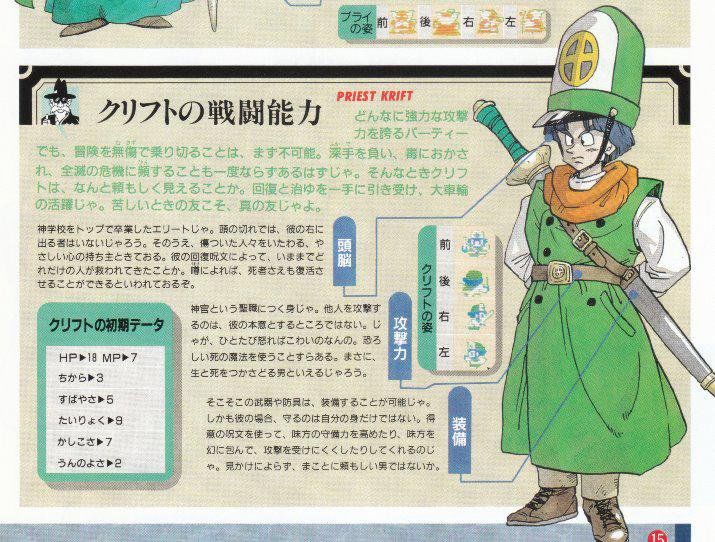 ブライ
の姿
前 後 右 左
クリフトの戦闘能力
PRIEST KRIFT
どんなに強力な攻撃
力を誇るパーティー
でも、冒険を無傷で乗り切ることは、まず不可能。深手を負い、毒におかさ
れ、全滅の危機に頻することも一度ならずあるはずじゃ。そんなときクリフ
トは、なんと頼もしく見えることか。回復と治ゆを一手に引き受け、大車輪
の活躍じゃ。苦しいときの友こそ、真の友じゃよ。
神学校をトップで卒業したエリートじゃ。頭の切れでは、彼の右に
出る者はいないじゃろう。そのうえ、傷ついた人々をいたわる、や
さしい心の持ち主ときておる。彼の回復呪文によって、いままでど
れだけの人が救われてきたことか。噂によれば、死者さえも復活さ
せることができるといわれておるぞ。
頭脳
神官という聖職につく身じゃ。他人を攻撃す
るのは、彼の本意とするところではない。じ
ゃが、ひとたび怒ればこわいのなんの。恐ろ
しい死の魔法を使うことすらある。まさに、
生と死をつかさどる男といえるじゃろう。
攻撃力
そこそこの武器や防具は、装備することが可能じゃ。
しかも彼の場合、守るのは自分の身だけではない。得
意の呪文を使って、味方の守備力を高めたり、味方を
幻に包んで、攻撃を受けにくくしたりしてくれるのじ
ゃ。見かけによらず、まことに頼もしい男ではないか。
装備
クリフトの姿
前
後
右
左
クリフトの初期データ
HP▶18 MP▶7
ちから▶3
すばやさ▶5
たいりょく▶9
かしこさ▶7
うんのよさ▶2
15